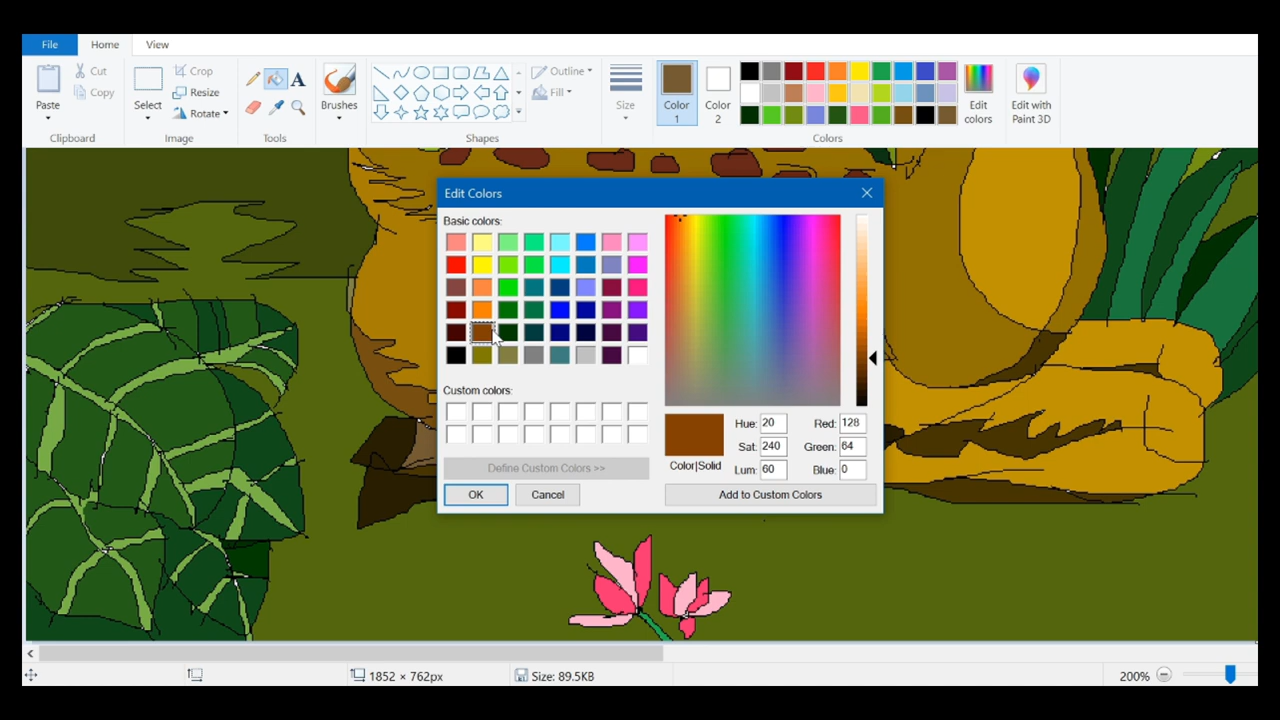 File Home View
Paste
Cut
Copy
Clipboard
Select
Crop
Resize
Rotate
Image
A
Tools
Brushes
Outline
Fill
Shapes
Size
Color
1
Color
2
Edit
colors
Colors
Edit with
Paint 3D
Edit Colors
Basic colors:
Custom colors:
Define Custom Colors >>
OK Cancel
Color|Solid
Hue: 20 Red: 128
Sat: 240 Green: 64
Lum: 60 Blue: 0
Add to Custom Colors
1852 × 762px Size: 89.5KB 200%